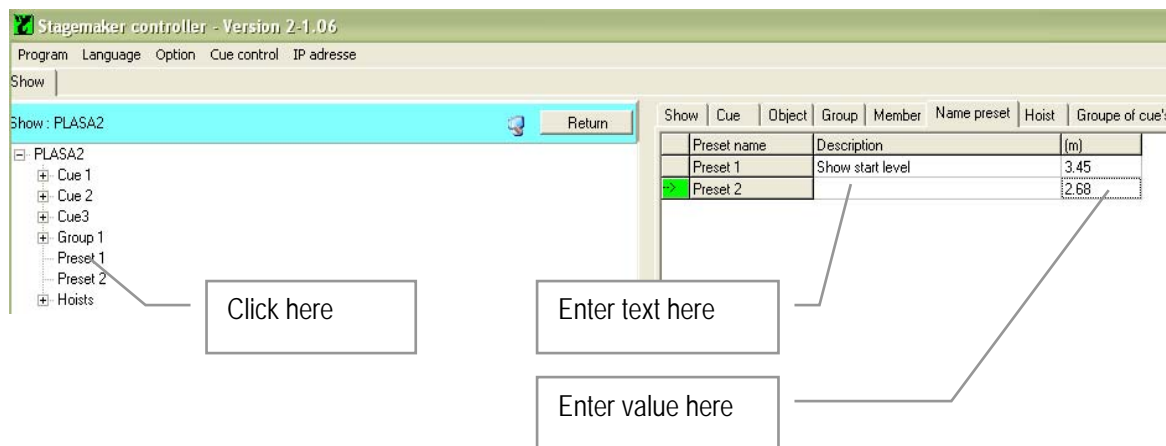 Stagemaker controller - Version 2-1.06
Program Language Option Cue control IP adresse
Show
Show : PLASA2
Return
PLASA2
Cue 1
Cue 2
Cue3
Group 1
Preset 1
Preset 2
Hoists
Show Cue Object Group Member Name preset Hoist Groupe of cue's
Preset name Description (m)
Preset 1 Show start level 3.45
--> Preset 2 2.68
Click here
Enter text here
Enter value here